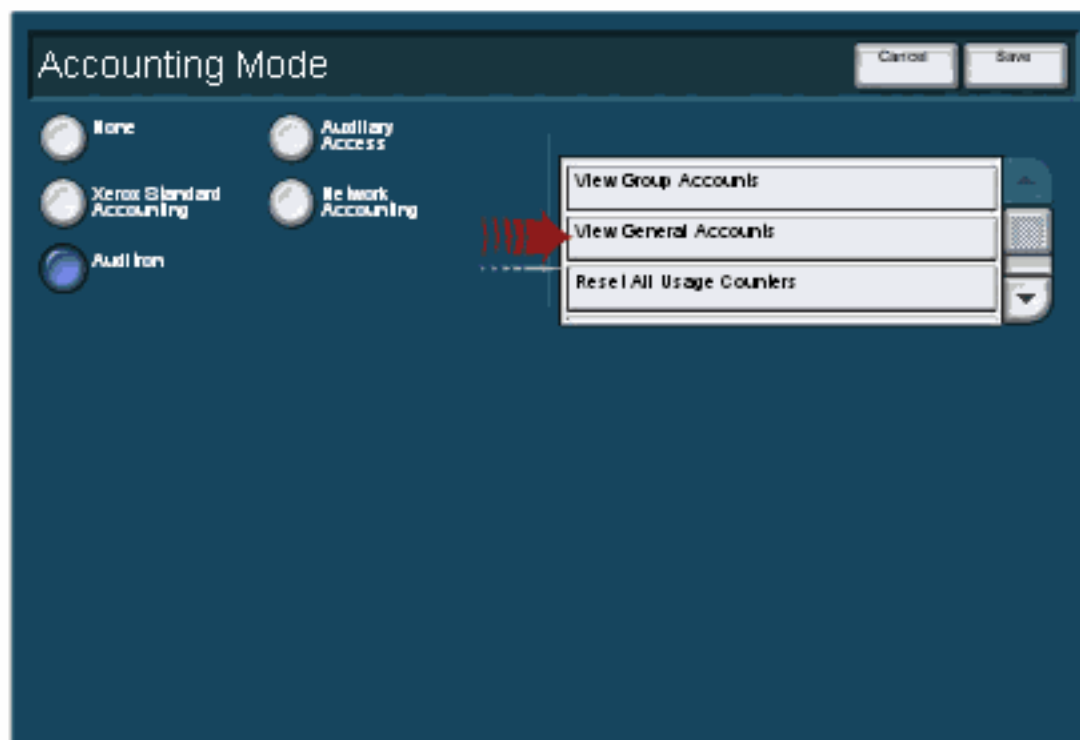 Accounting Mode
Cancel
Save
None
Auxiliary
Access
Xerox Standard
Accounting
Network
Accounting
Auditron
View Group Accounts
View General Accounts
Reset All Usage Counters